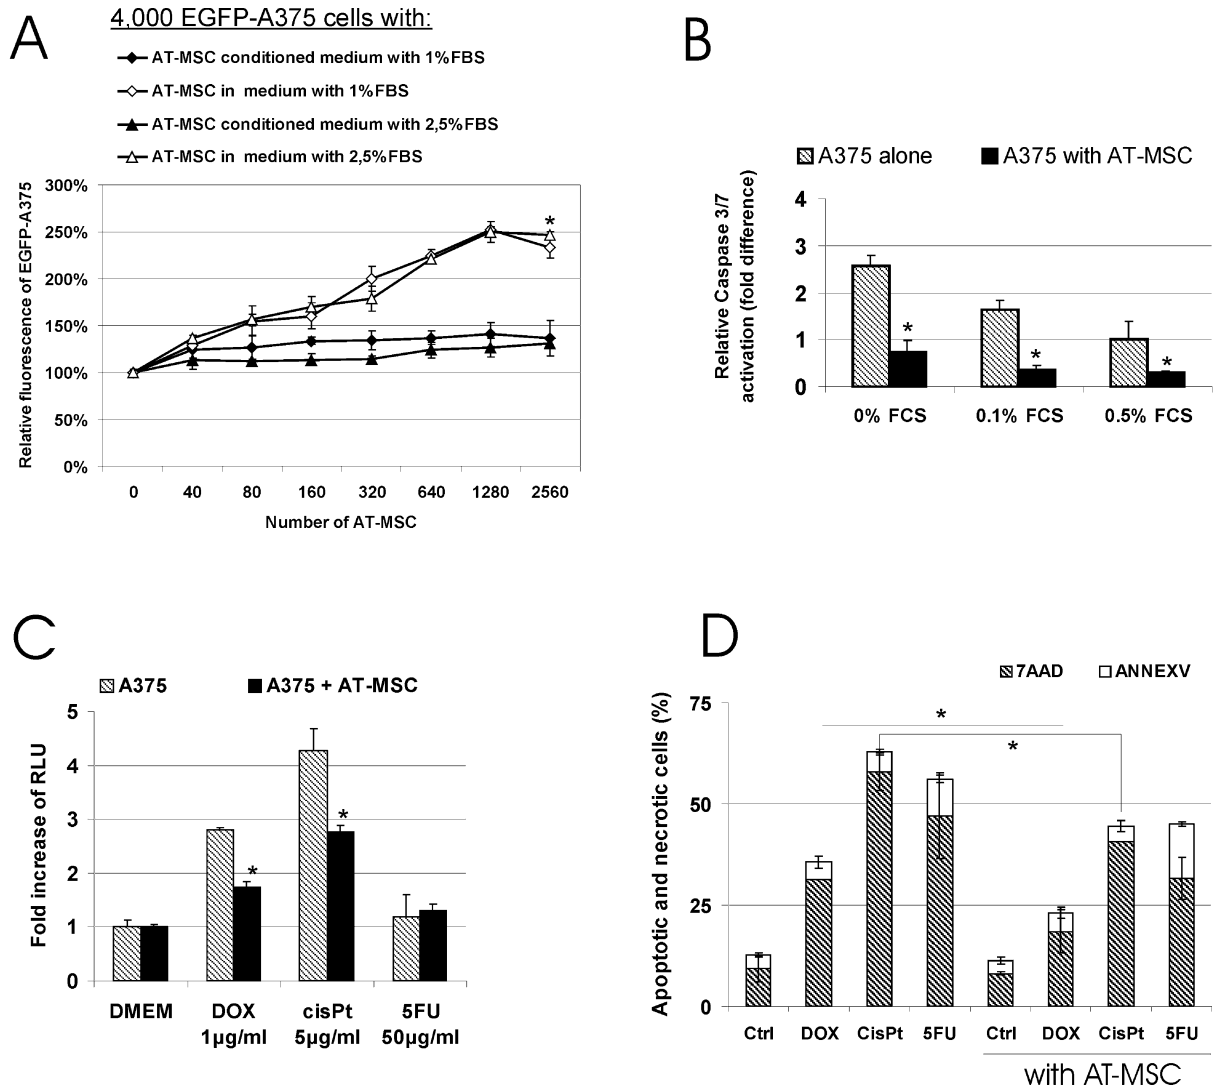 A
4,000 EGFP-A375 cells with:
AT-MSC conditioned medium with 1%FBS
AT-MSC in medium with 1%FBS
AT-MSC conditioned medium with 2,5%FBS
AT-MSC in medium with 2,5%FBS
Relative fluorescence of EGFP-A375
300%
250%
200%
150%
100%
50%
0%
*
0 40 80 160 320 640 1280 2560
Number of AT-MSC
B
A375 alone A375 with AT-MSC
Relative Caspase 3/7
activation (fold difference)
4
3
2
1
0
* * *
0% FCS 0.1% FCS 0.5% FCS
C
A375 A375 + AT-MSC
Fold increase of RLU
5
4
3
2
1
0
* *
DMEM DOX cisPt 5FU
1µg/ml 5µg/ml 50µg/ml
D
7AAD ANNEXV
Apoptotic and necrotic cells (%)
75
50
25
0
*
*
Ctrl DOX CisPt 5FU Ctrl DOX CisPt 5FU
with AT-MSC